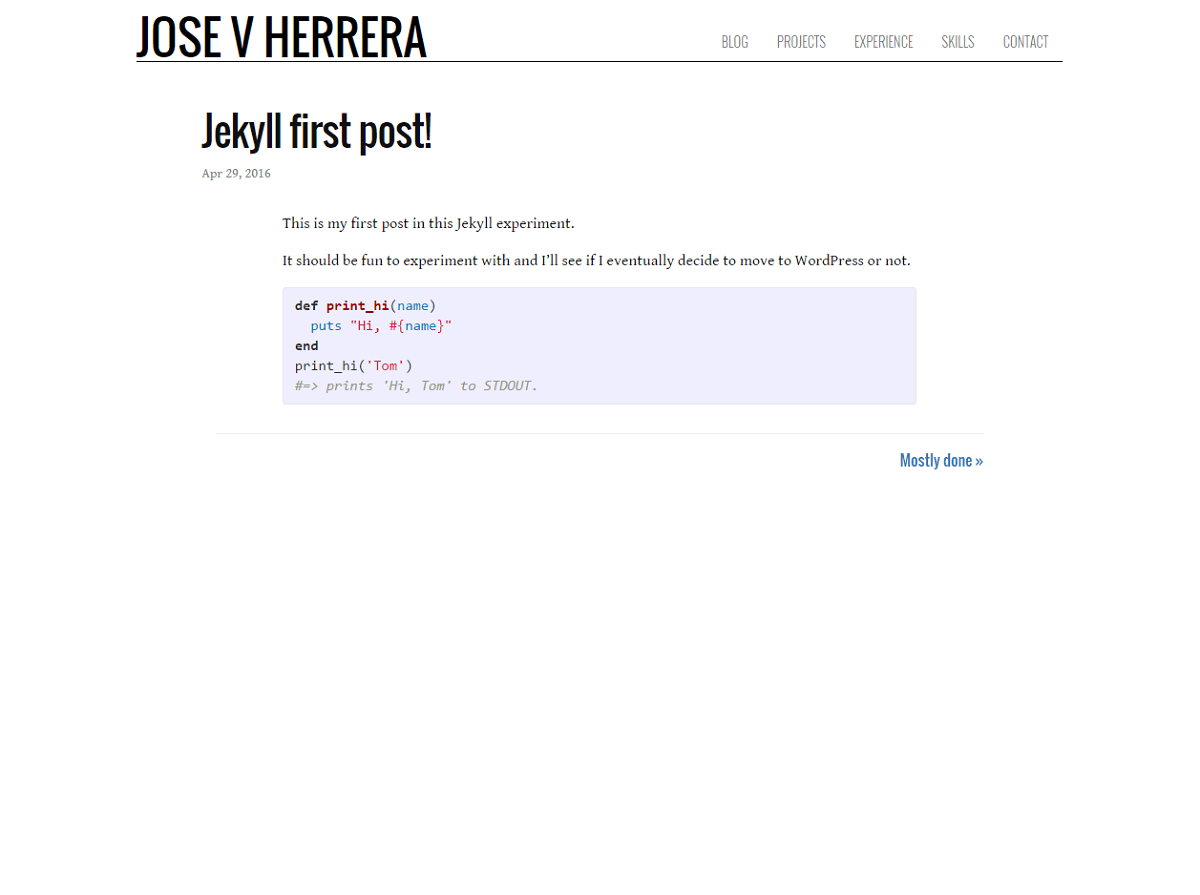 JOSE V HERRERA
BLOG PROJECTS EXPERIENCE SKILLS CONTACT
Jekyll first post!
Apr 29, 2016
This is my first post in this Jekyll experiment.
It should be fun to experiment with and I’ll see if I eventually decide to move to WordPress or not.
def print_hi(name)
  puts "Hi, #{name}"
end
print_hi('Tom')
#=> prints 'Hi, Tom' to STDOUT.
Mostly done »